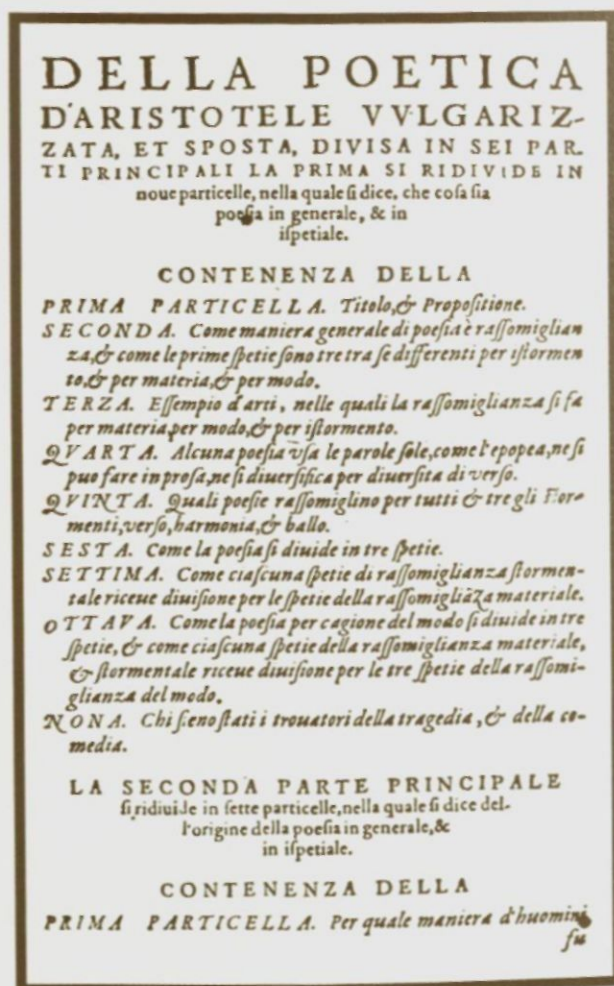 DELLA POETICA
D'ARISTOTELE VVLGARIZ-
ZATA, ET SPOSTA, DIVISA IN SEI PAR-
TI PRINCIPALI LA PRIMA SI RIDIVIDE IN
noue particelle, nella quale ſi dice, che coſa ſia
poeſia in generale, & in
iſpetiale.
CONTENENZA DELLA
PRIMA PARTICELLA. Titolo, & Propoſitione.
SECONDA. Come maniera generale di poeſia è raſſomiglian
za, & come le prime ſpetie ſono tre tra ſe differenti per iſtormen
to, & per materia, & per modo.
TERZA. Eſſempio d'arti, nelle quali la raſſomiglianza ſi fa
per materia, per modo, & per iſtormento.
QVARTA. Alcuna poeſia vſa le parole ſole, come l'epopea, ne ſi
puo fare in proſa, ne ſi diuerſifica per diuerſita di verſo.
QVINTA. Quali poeſie raſſomiglino per tutti & tre gli ſtor-
menti, verſo, harmonia, & ballo.
SESTA. Come la poeſia ſi diuide in tre ſpetie.
SETTIMA. Come ciaſcuna ſpetie di raſſomiglianza ſtormen-
tale riceue diuiſione per le ſpetie della raſſomigliāza materiale.
OTTAVA. Come la poeſia per cagione del modo ſi diuide in tre
ſpetie, & come ciaſcuna ſpetie della raſſomiglianza materiale,
& ſtormentale riceue diuiſione per le tre ſpetie della raſſomi-
glianza del modo.
NONA. Chi ſieno ſtati i trouatori della tragedia, & della co-
media.
LA SECONDA PARTE PRINCIPALE
ſi ridiuide in ſette particelle, nella quale ſi dice del-
l'origine della poeſia in generale, &
in iſpetiale.
CONTENENZA DELLA
PRIMA PARTICELLA. Per quale maniera d'huomini
fu